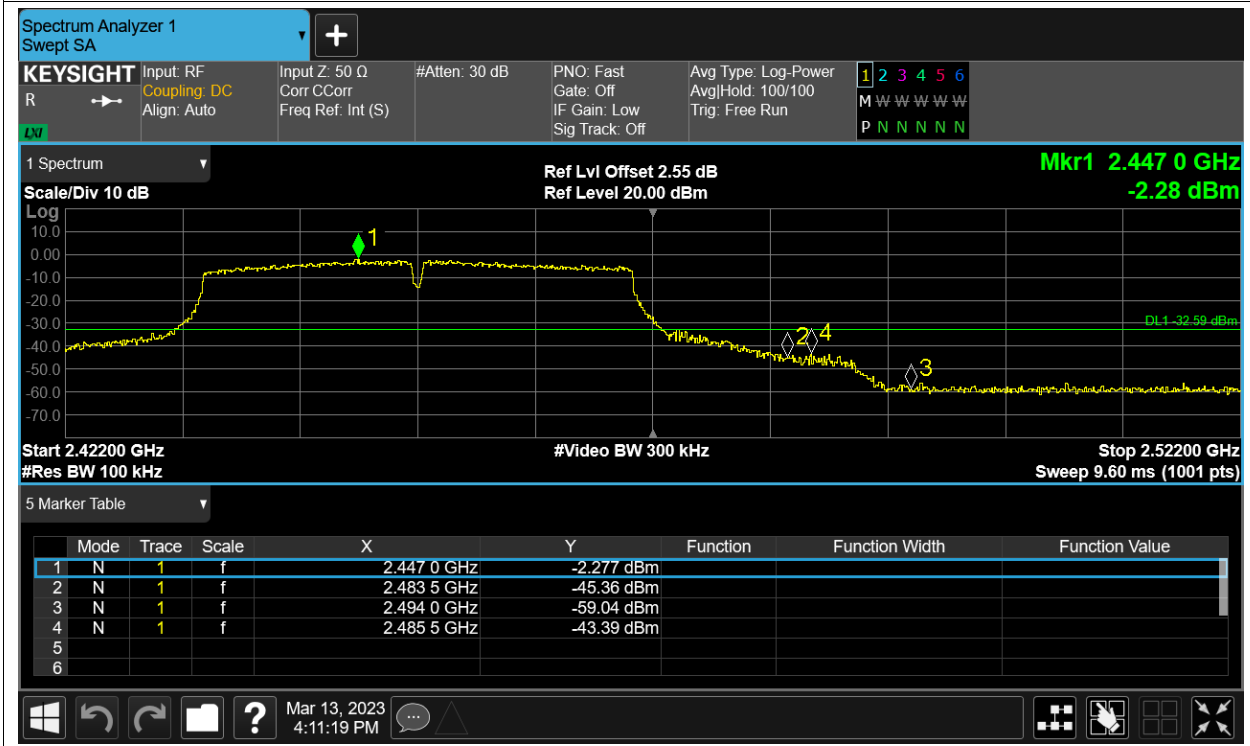 Spectrum Analyzer 1
Swept SA
+
KEYSIGHT Input: RF Input Z: 50 Ω #Atten: 30 dB PNO: Fast Avg Type: Log-Power 1 2 3 4 5 6
R Coupling: DC Corr CCorr Gate: Off Avg|Hold: 100/100 M W W W W W
Align: Auto Freq Ref: Int (S) IF Gain: Low Trig: Free Run
LXI Sig Track: Off P N N N N N
1 Spectrum Ref Lvl Offset 2.55 dB Mkr1 2.447 0 GHz
Scale/Div 10 dB Ref Level 20.00 dBm -2.28 dBm
Log
10.0
1
0.00
-10.0
-20.0
-30.0 DL1 -32.59 dBm
2 4
-40.0
-50.0
3
-60.0
-70.0
Start 2.42200 GHz #Video BW 300 kHz Stop 2.52200 GHz
#Res BW 100 kHz Sweep 9.60 ms (1001 pts)
5 Marker Table
Mode Trace Scale X Y Function Function Width Function Value
1 N 1 f 2.447 0 GHz -2.277 dBm
2 N 1 f 2.483 5 GHz -45.36 dBm
3 N 1 f 2.494 0 GHz -59.04 dBm
4 N 1 f 2.485 5 GHz -43.39 dBm
5
6
? Mar 13, 2023
4:11:19 PM